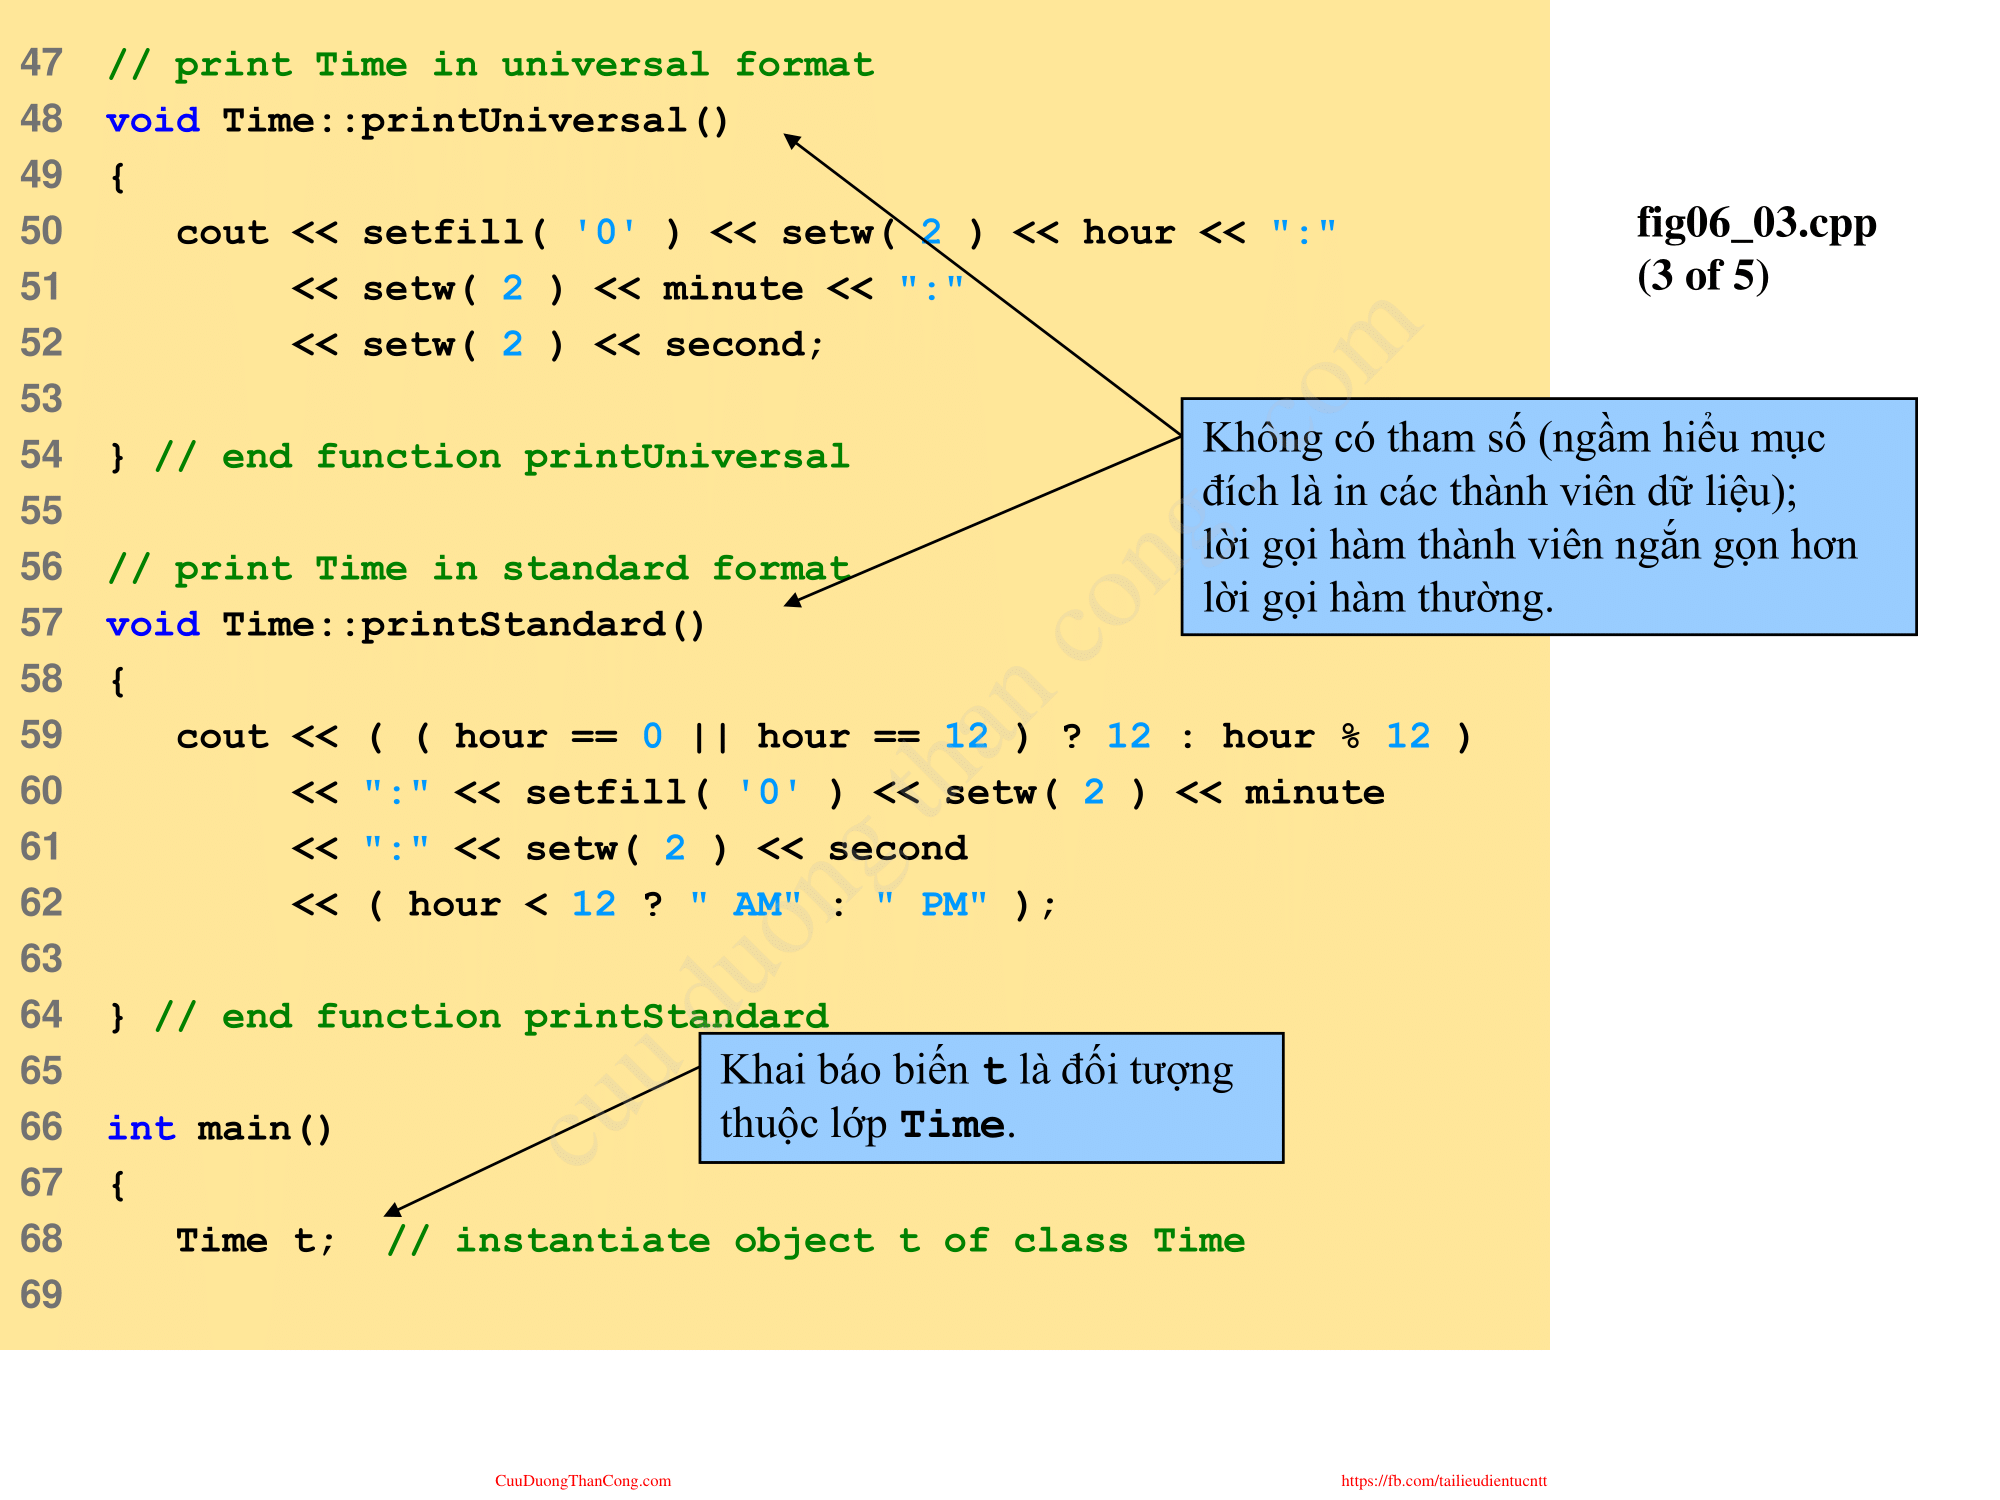 47 // print Time in universal format
48 void Time::printUniversal()
49 {
50 cout << setfill( '0' ) << setw( 2 ) << hour << ":"
51 << setw( 2 ) << minute << ":"
52 << setw( 2 ) << second;
53
54 } // end function printUniversal
55
56 // print Time in standard format
57 void Time::printStandard()
58 {
59 cout << ( ( hour == 0 || hour == 12 ) ? 12 : hour % 12 )
60 << ":" << setfill( '0' ) << setw( 2 ) << minute
61 << ":" << setw( 2 ) << second
62 << ( hour < 12 ? " AM" : " PM" );
63
64 } // end function printStandard
65
66 int main()
67 {
68 Time t; // instantiate object t of class Time
69
fig06_03.cpp
(3 of 5)
Không có tham số (ngầm hiểu mục
đích là in các thành viên dữ liệu);
lời gọi hàm thành viên ngắn gọn hơn
lời gọi hàm thường.
Khai báo biến t là đối tượng
thuộc lớp Time.
cuu duong than cong . com
CuuDuongThanCong.com
https://fb.com/tailieudientucntt